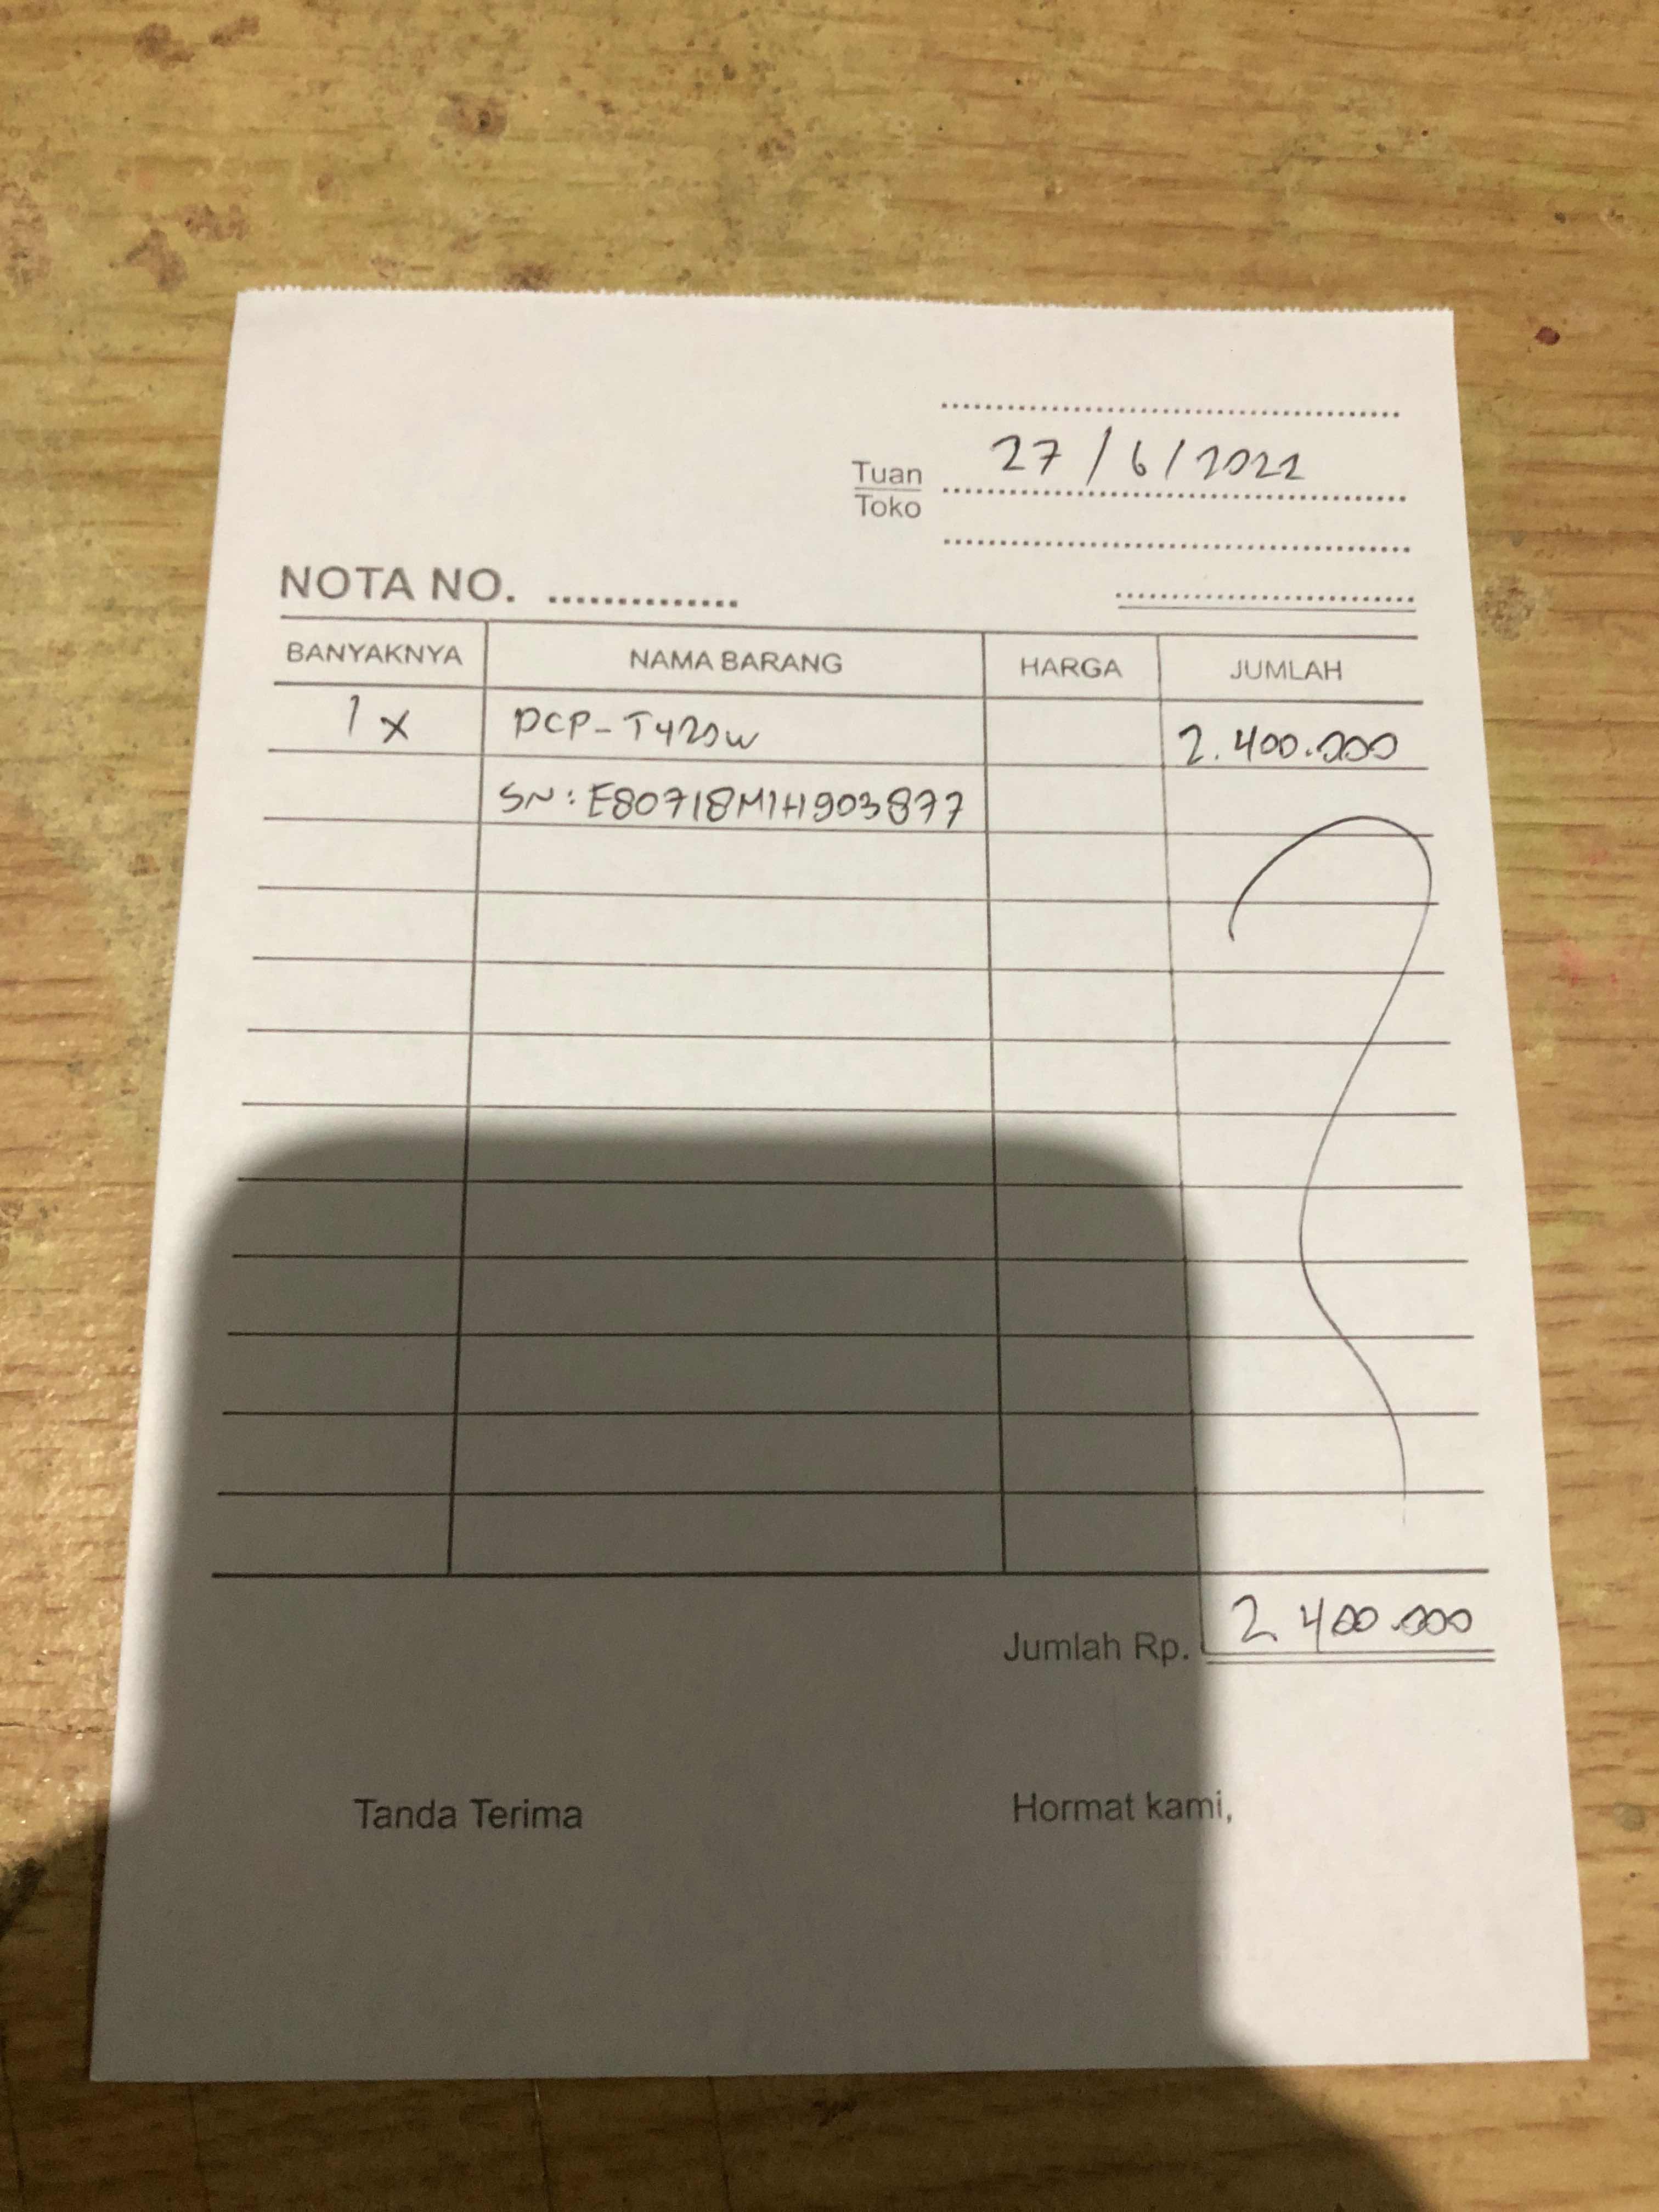 27/6/2022
Tuan
Toko
NOTA NO. ..............
BANYAKNYA NAMA BARANG HARGA JUMLAH
1x DCP-T420W 2.400.000
SN: E80718M1H903877
Jumlah Rp. 2.400.000
Tanda Terima Hormat kami,